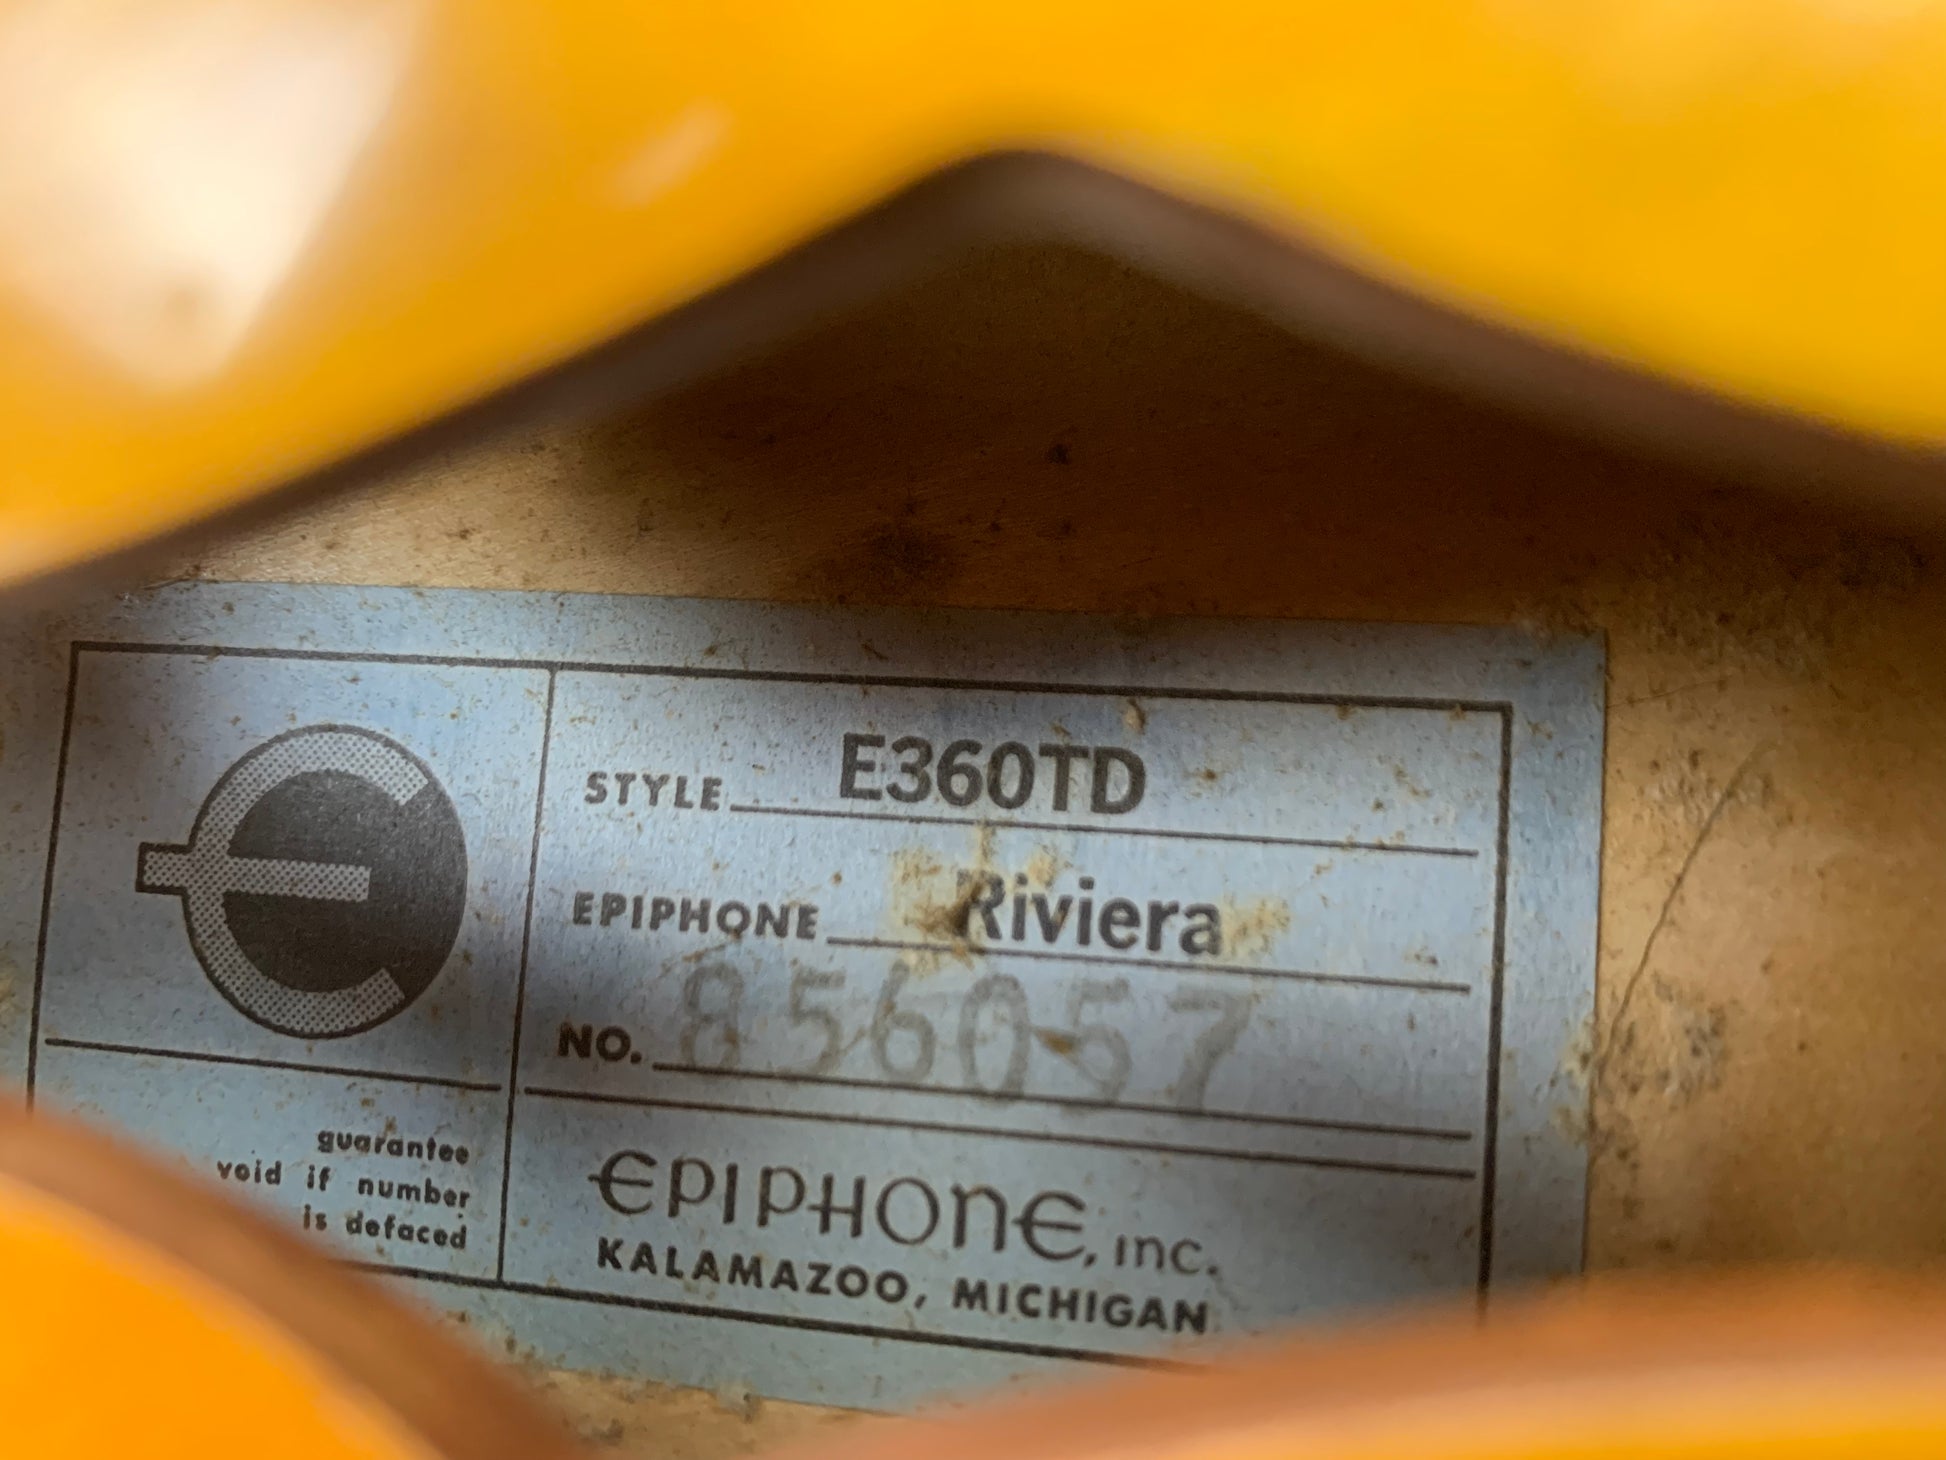 STYLE E360TD
EPIPHONE Riviera
NO. 856057
guarantee
void if number
is defaced
EPIPHONE, INC.
KALAMAZOO, MICHIGAN